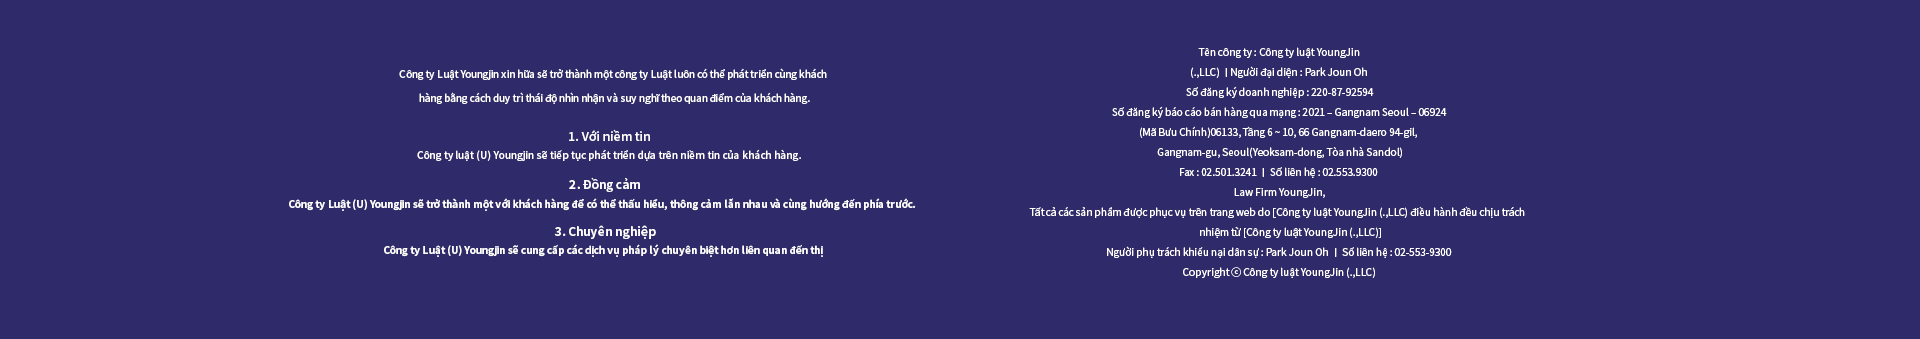 Công ty Luật Youngjin xin hữa sẽ trở thành một công ty Luật luôn có thể phát triển cùng khách
hàng bằng cách duy trì thái độ nhìn nhận và suy nghĩ theo quan điểm của khách hàng.
1. Với niềm tin
Công ty luật (U) Youngjin sẽ tiếp tục phát triển dựa trên niềm tin của khách hàng.
2. Đồng cảm
Công ty Luật (U) Youngjin sẽ trở thành một với khách hàng để có thể thấu hiểu, thông cảm lẫn nhau và cùng hướng đến phía trước.
3. Chuyên nghiệp
Công ty Luật (U) Youngjin sẽ cung cấp các dịch vụ pháp lý chuyên biệt hơn liên quan đến thị
Tên công ty : Công ty luật YoungJin
(.,LLC) | Người đại diện : Park Joun Oh
Số đăng ký doanh nghiệp : 220-87-92594
Số đăng ký báo cáo bán hàng qua mạng : 2021 – Gangnam Seoul – 06924
(Mã Bưu Chính)06133, Tầng 6 ~ 10, 66 Gangnam-daero 94-gil,
Gangnam-gu, Seoul(Yeoksam-dong, Tòa nhà Sandol)
Fax : 02.501.3241 | Số liên hệ : 02.553.9300
Law Firm YoungJin,
Tất cả các sản phẩm được phục vụ trên trang web do [Công ty luật YoungJin (.,LLC) điều hành đều chịu trách
nhiệm từ [Công ty luật YoungJin (.,LLC)]
Người phụ trách khiếu nại dân sự : Park Joun Oh | Số liên hệ : 02-553-9300
Copyright ⓒ Công ty luật YoungJin (.,LLC)